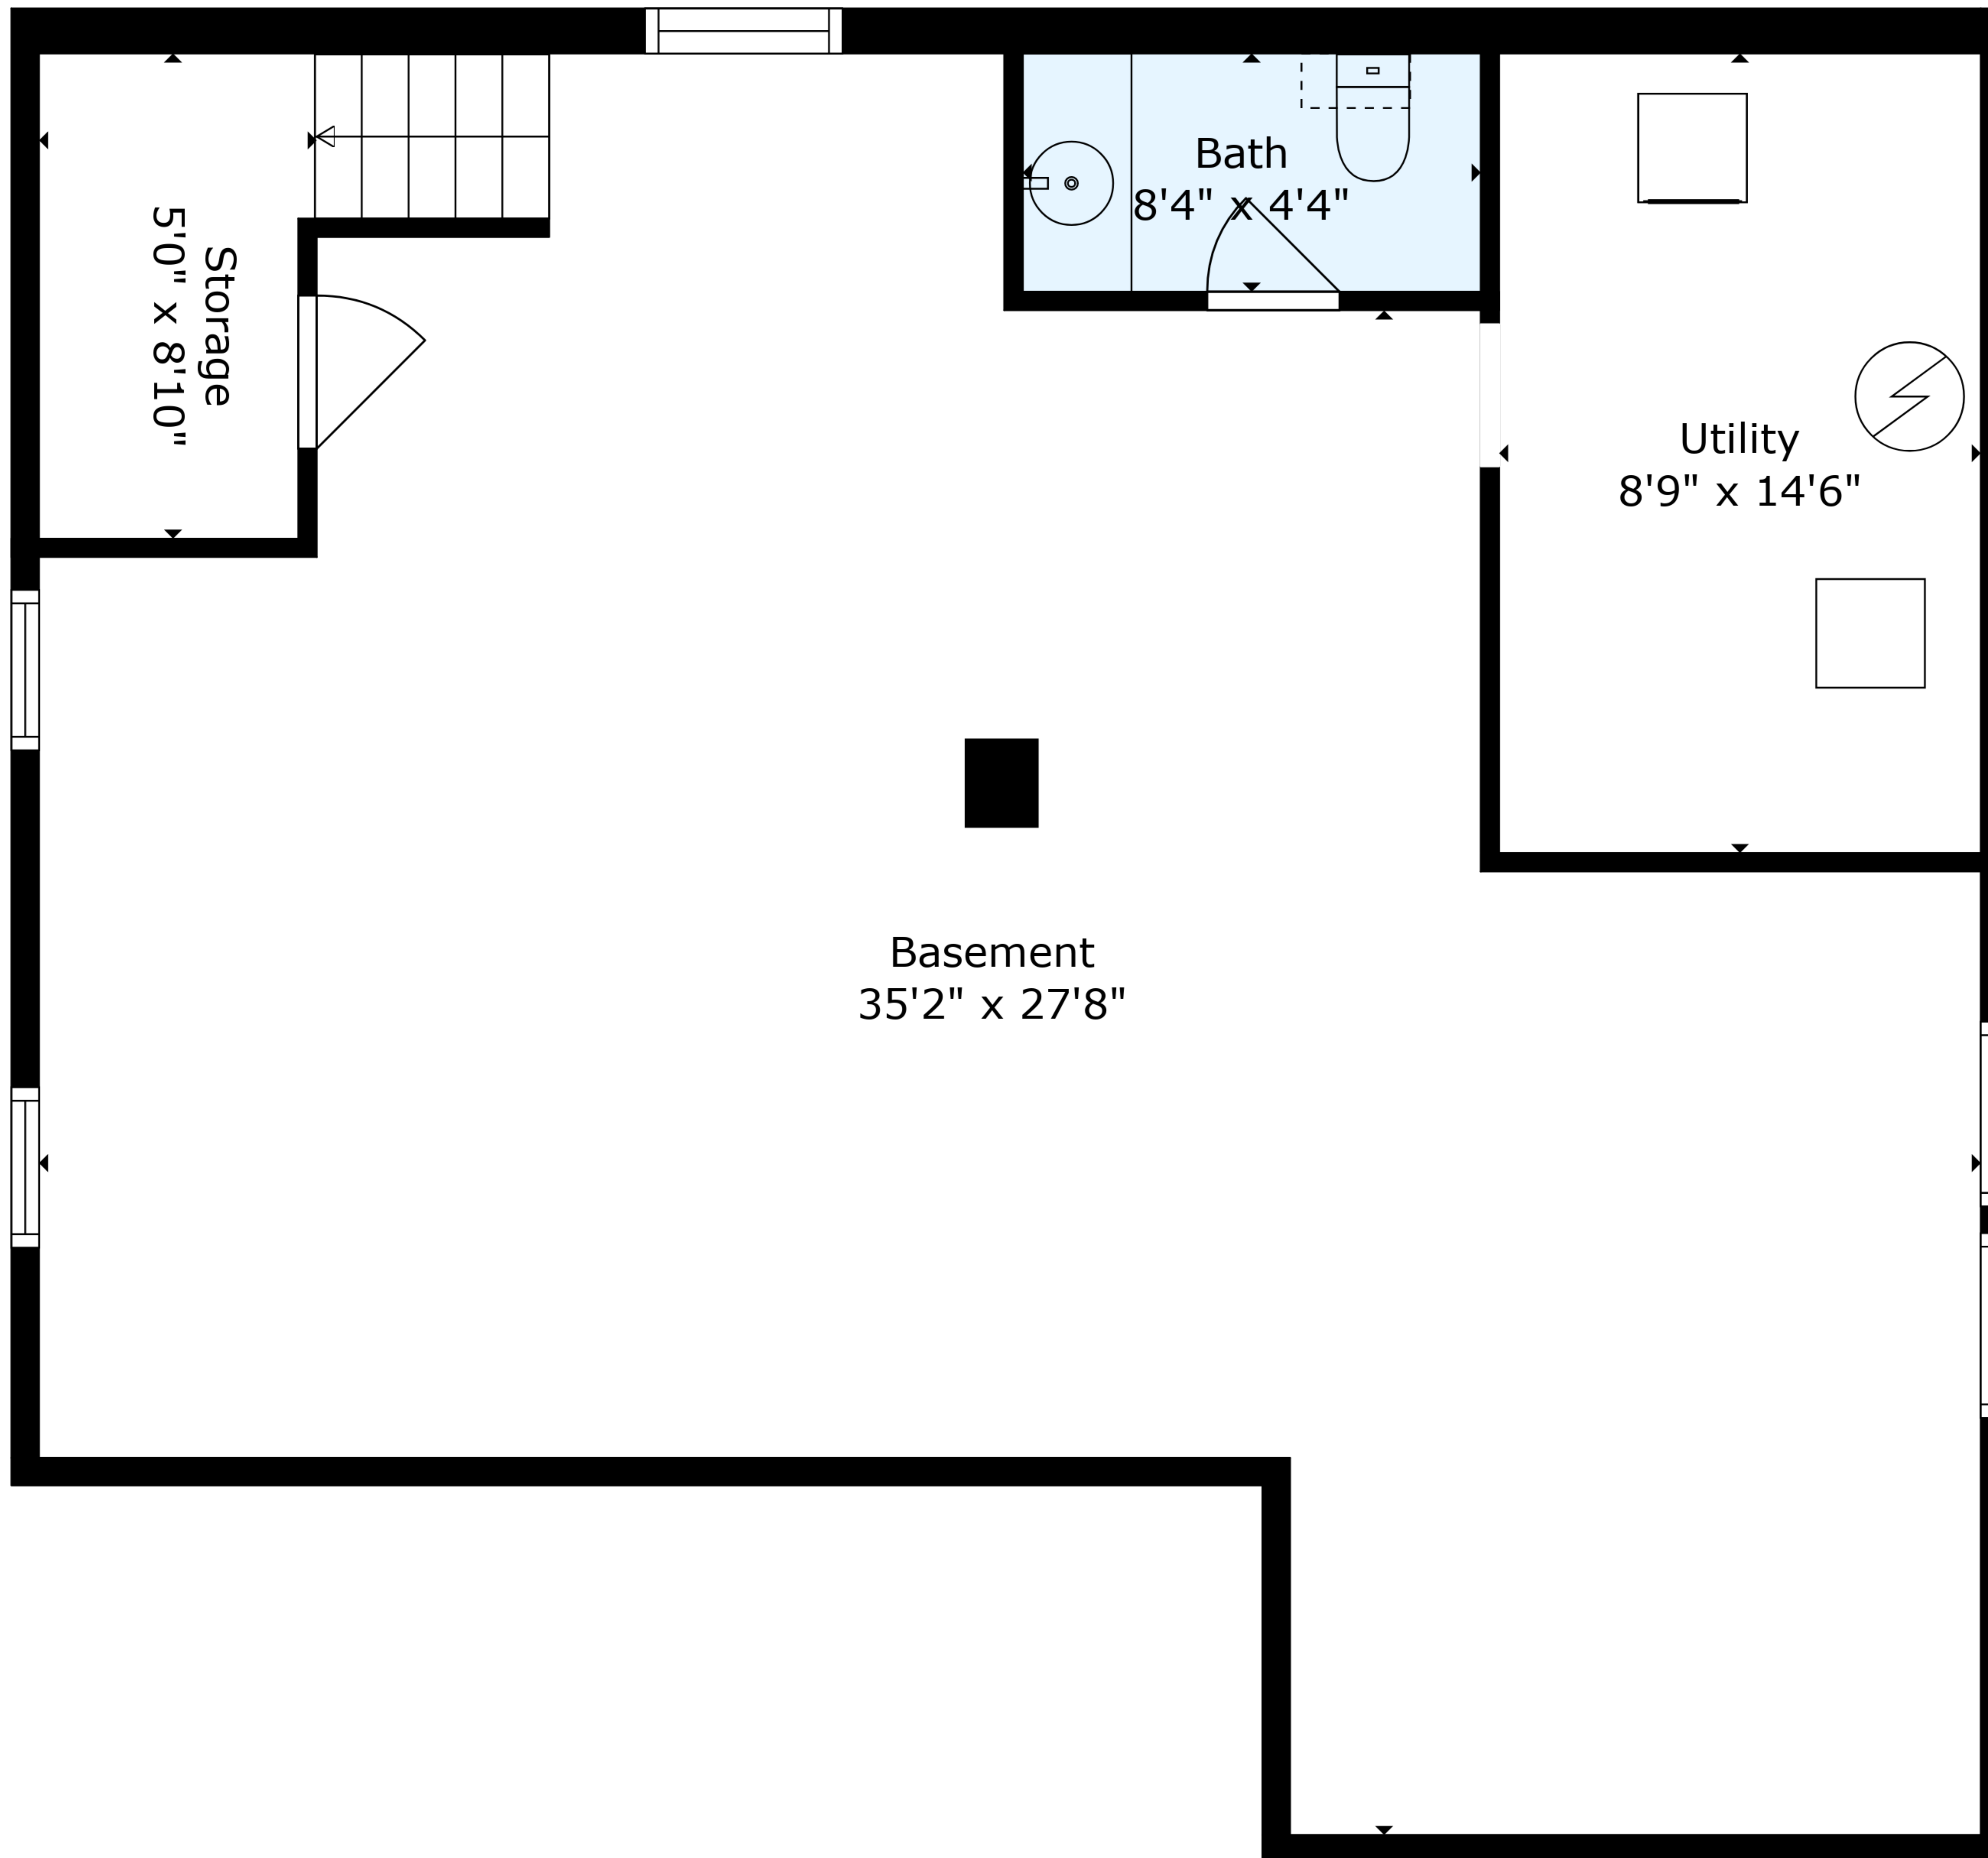 Storage
5'0" x 8'10"
Bath
8'4" x 4'4"
Utility
8'9" x 14'6"
Basement
35'2" x 27'8"